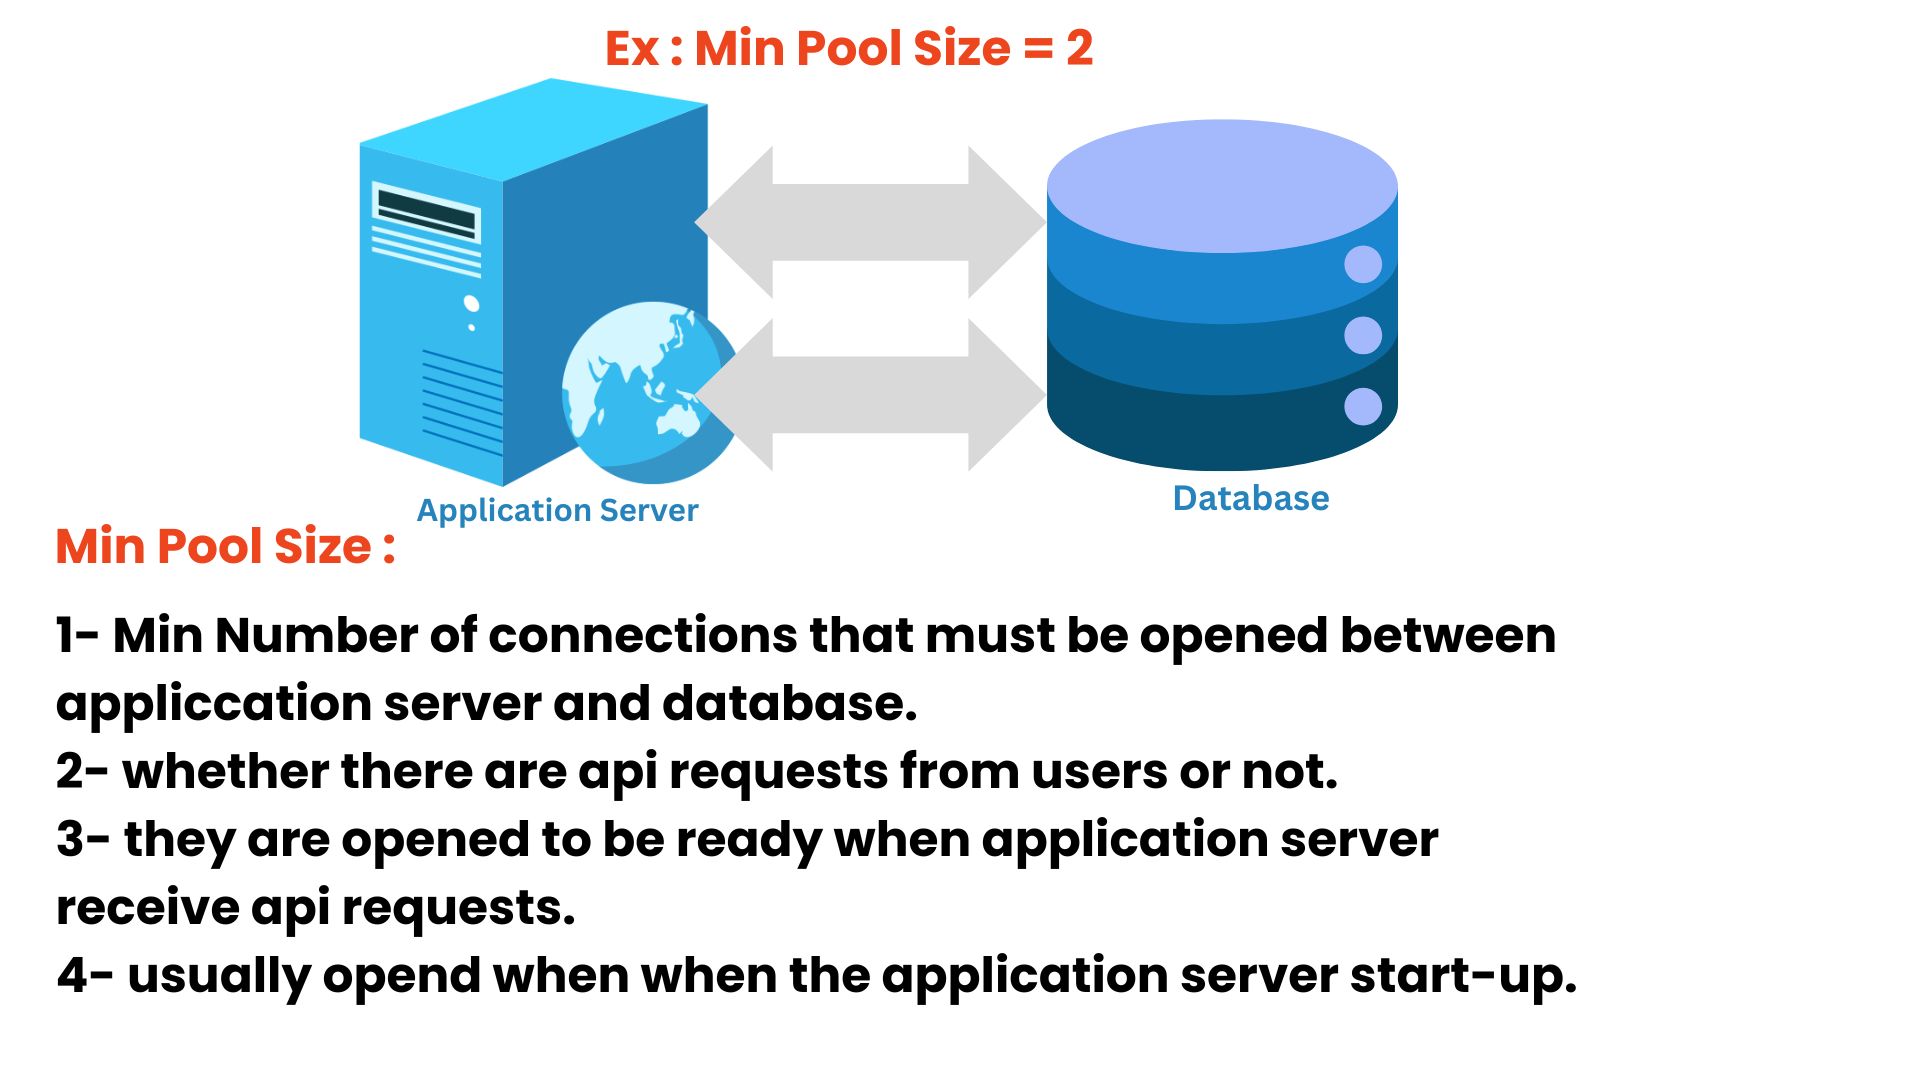 Ex : Min Pool Size = 2
Application Server
Database
Min Pool Size :
1- Min Number of connections that must be opened between
appliccation server and database.
2- whether there are api requests from users or not.
3- they are opened to be ready when application server
receive api requests.
4- usually opend when when the application server start-up.